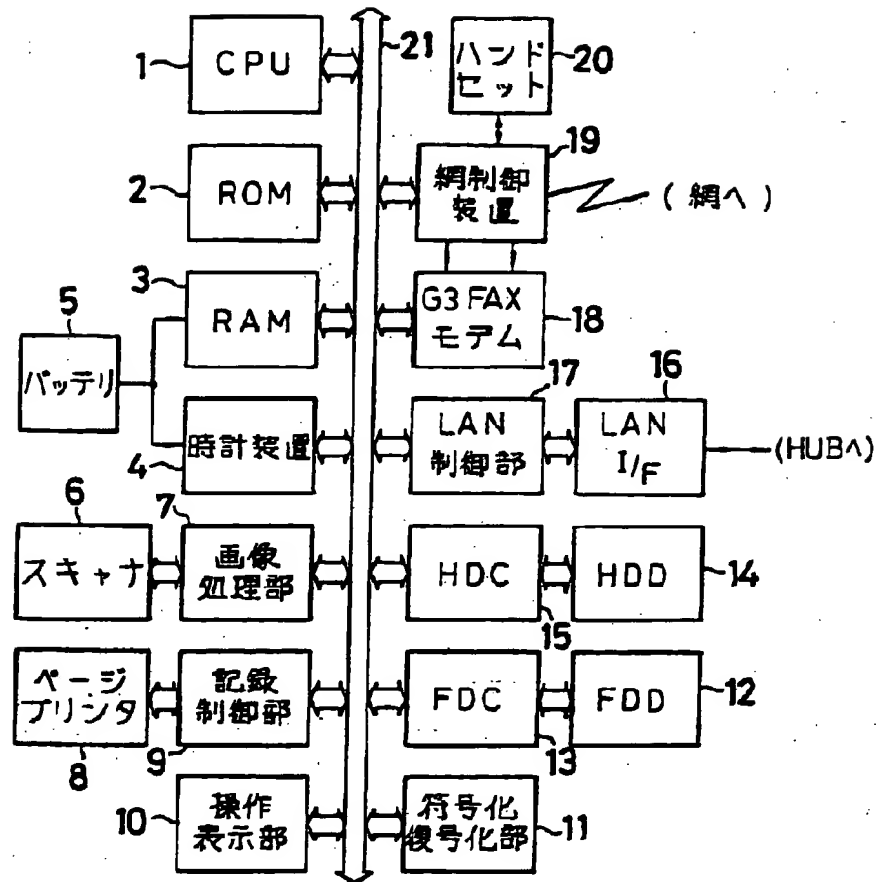 21
1
CPU
ハンド
セット
20
2
ROM
19
網制御
装置
(網へ)
3
RAM
G3 FAX
モデム
18
5
バッテリ
4
時計装置
17
LAN
制御部
16
LAN
I/F
(HUBへ)
6
スキャナ
7
画像
処理部
HDC
15
HDD
14
ページ
プリンタ
8
記録
制御部
9
FDC
13
FDD
12
10
操作
表示部
符号化
復号化部
11